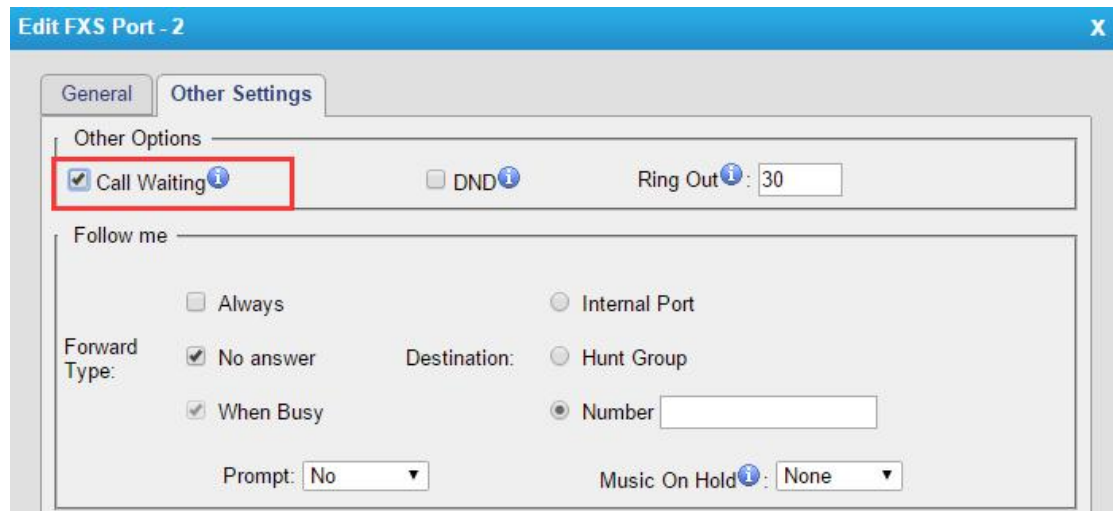 Edit FXS Port - 2 X
General Other Settings
Other Options
Call Waiting DND Ring Out : 30
Follow me
Always Internal Port
Forward Type: No answer Destination: Hunt Group
When Busy Number
Prompt: No Music On Hold : None